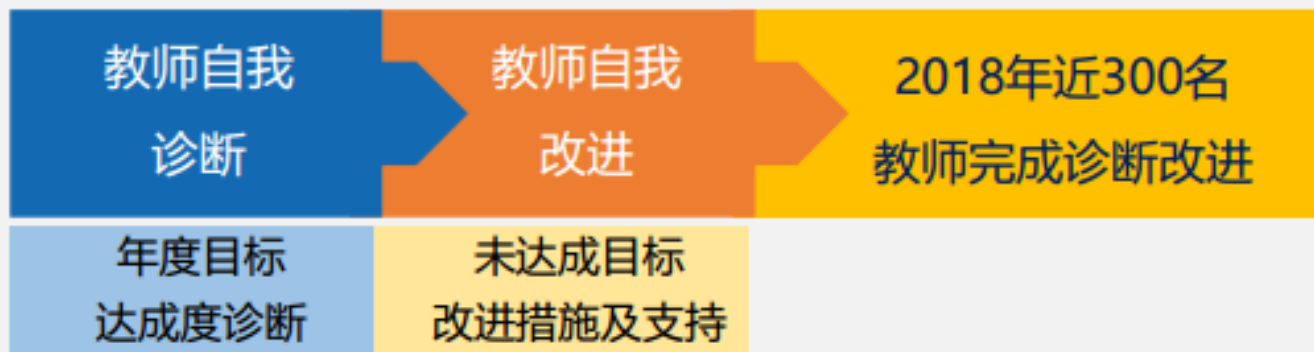 教师自我
诊断
教师自我
改进
2018年近300名
教师完成诊断改进
年度目标
达成度诊断
未达成目标
改进措施及支持